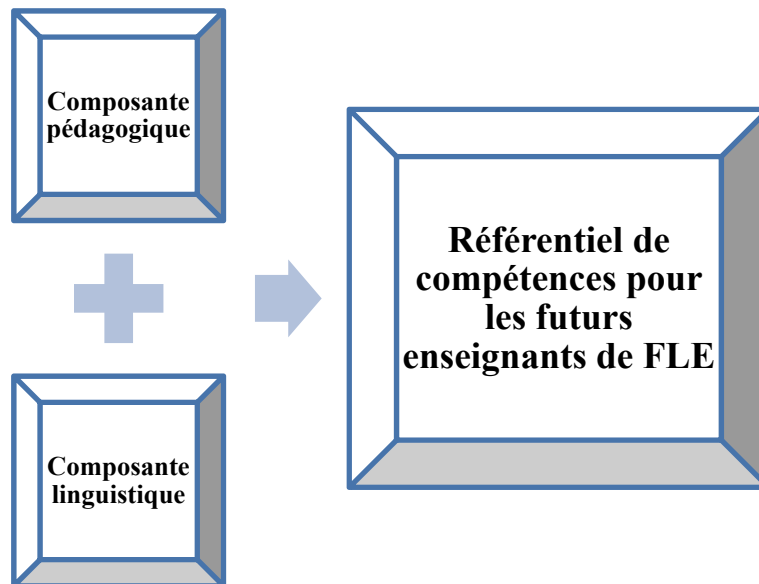 Composante
pédagogique
Référentiel de
compétences pour
les futurs
enseignants de FLE
Composante
linguistique